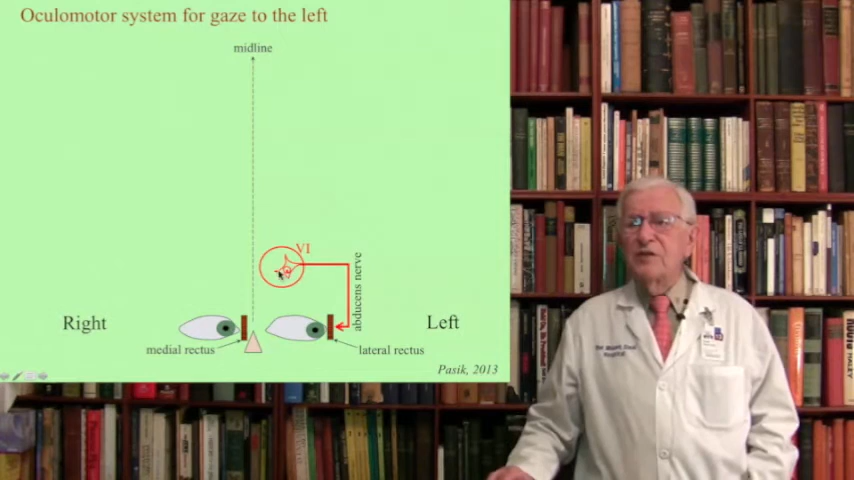 Oculomotor system for gaze to the left
midline
VI
abducens nerve
Right
Left
medial rectus
lateral rectus
Pasik, 2013